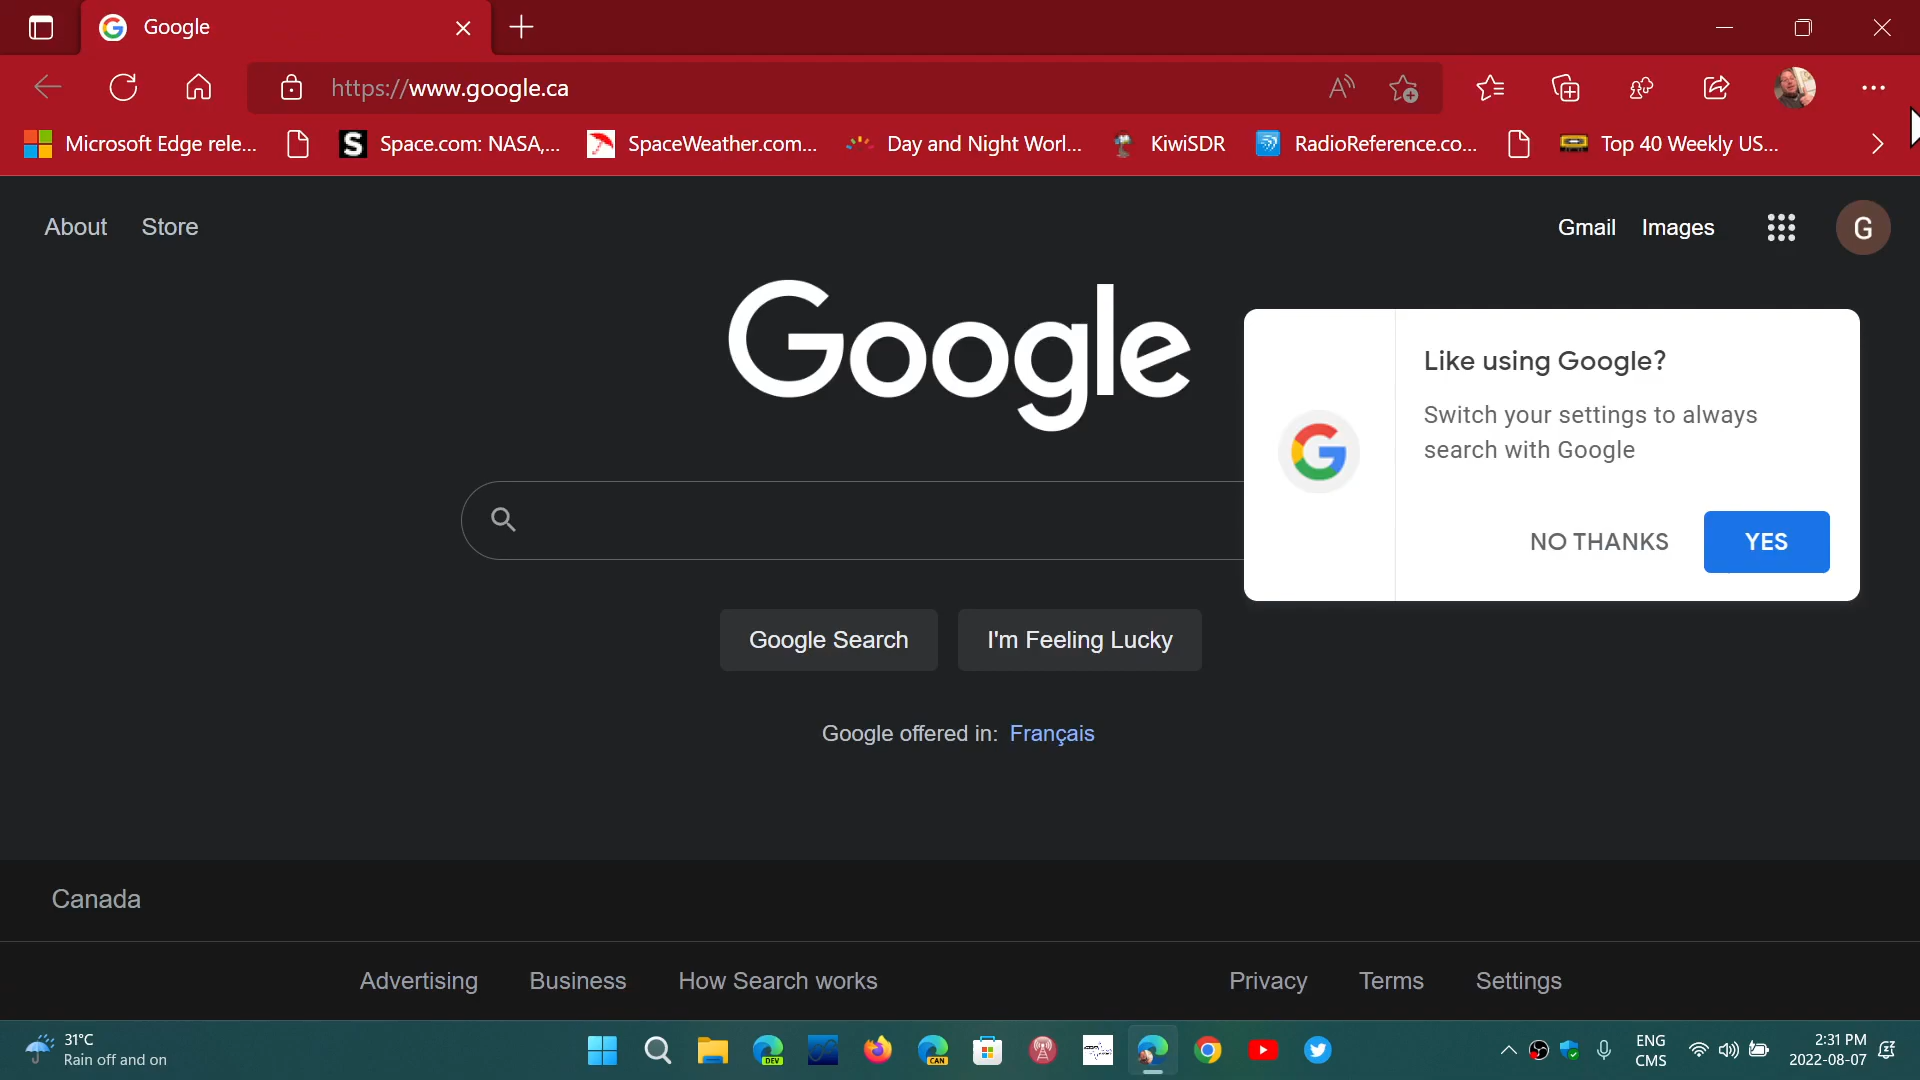 Google
https://www.google.ca
Microsoft Edge rele...
S
Space.com: NASA,...
SpaceWeather.com...
Day and Night Worl...
KiwiSDR
RadioReference.co...
Top 40 Weekly US...
About
Store
Gmail
Images
G
Google
Like using Google?
Switch your settings to always
search with Google
NO THANKS
YES
Google Search
I'm Feeling Lucky
Google offered in: Français
Canada
Advertising
Business
How Search works
Privacy
Terms
Settings
31°C
Rain off and on
DEV
CAN
ENG
CMS
2:31 PM
2022-08-07